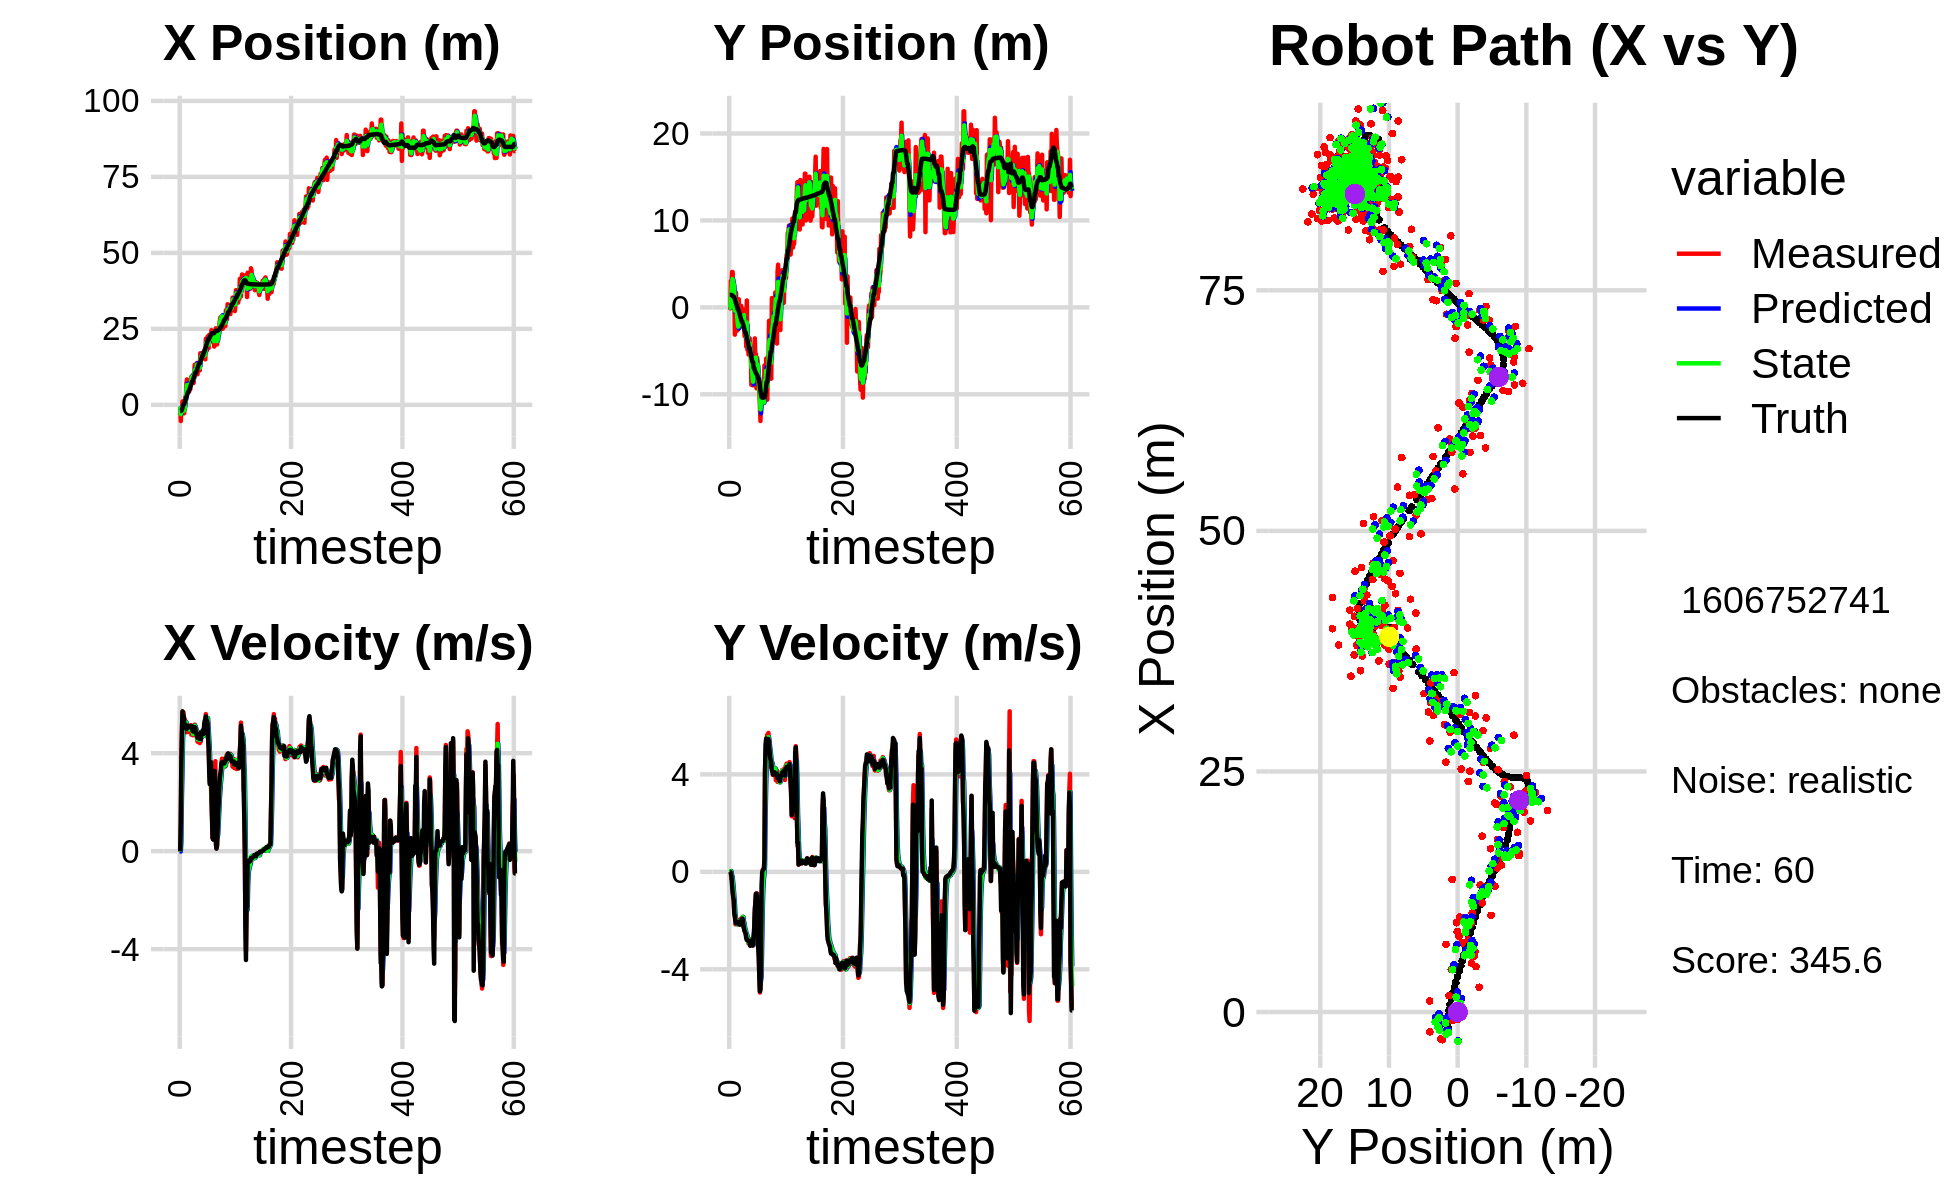 X Position (m)
100
75
50
25
0
0
200
400
600
timestep
Y Position (m)
20
10
0
-10
0
200
400
600
timestep
X Velocity (m/s)
4
0
-4
0
200
400
600
timestep
Y Velocity (m/s)
4
0
-4
0
200
400
600
timestep
Robot Path (X vs Y)
X Position (m)
75
50
25
0
20 10 0 -10 -20
Y Position (m)
variable
Measured
Predicted
State
Truth
1606752741
Obstacles: none
Noise: realistic
Time: 60
Score: 345.6